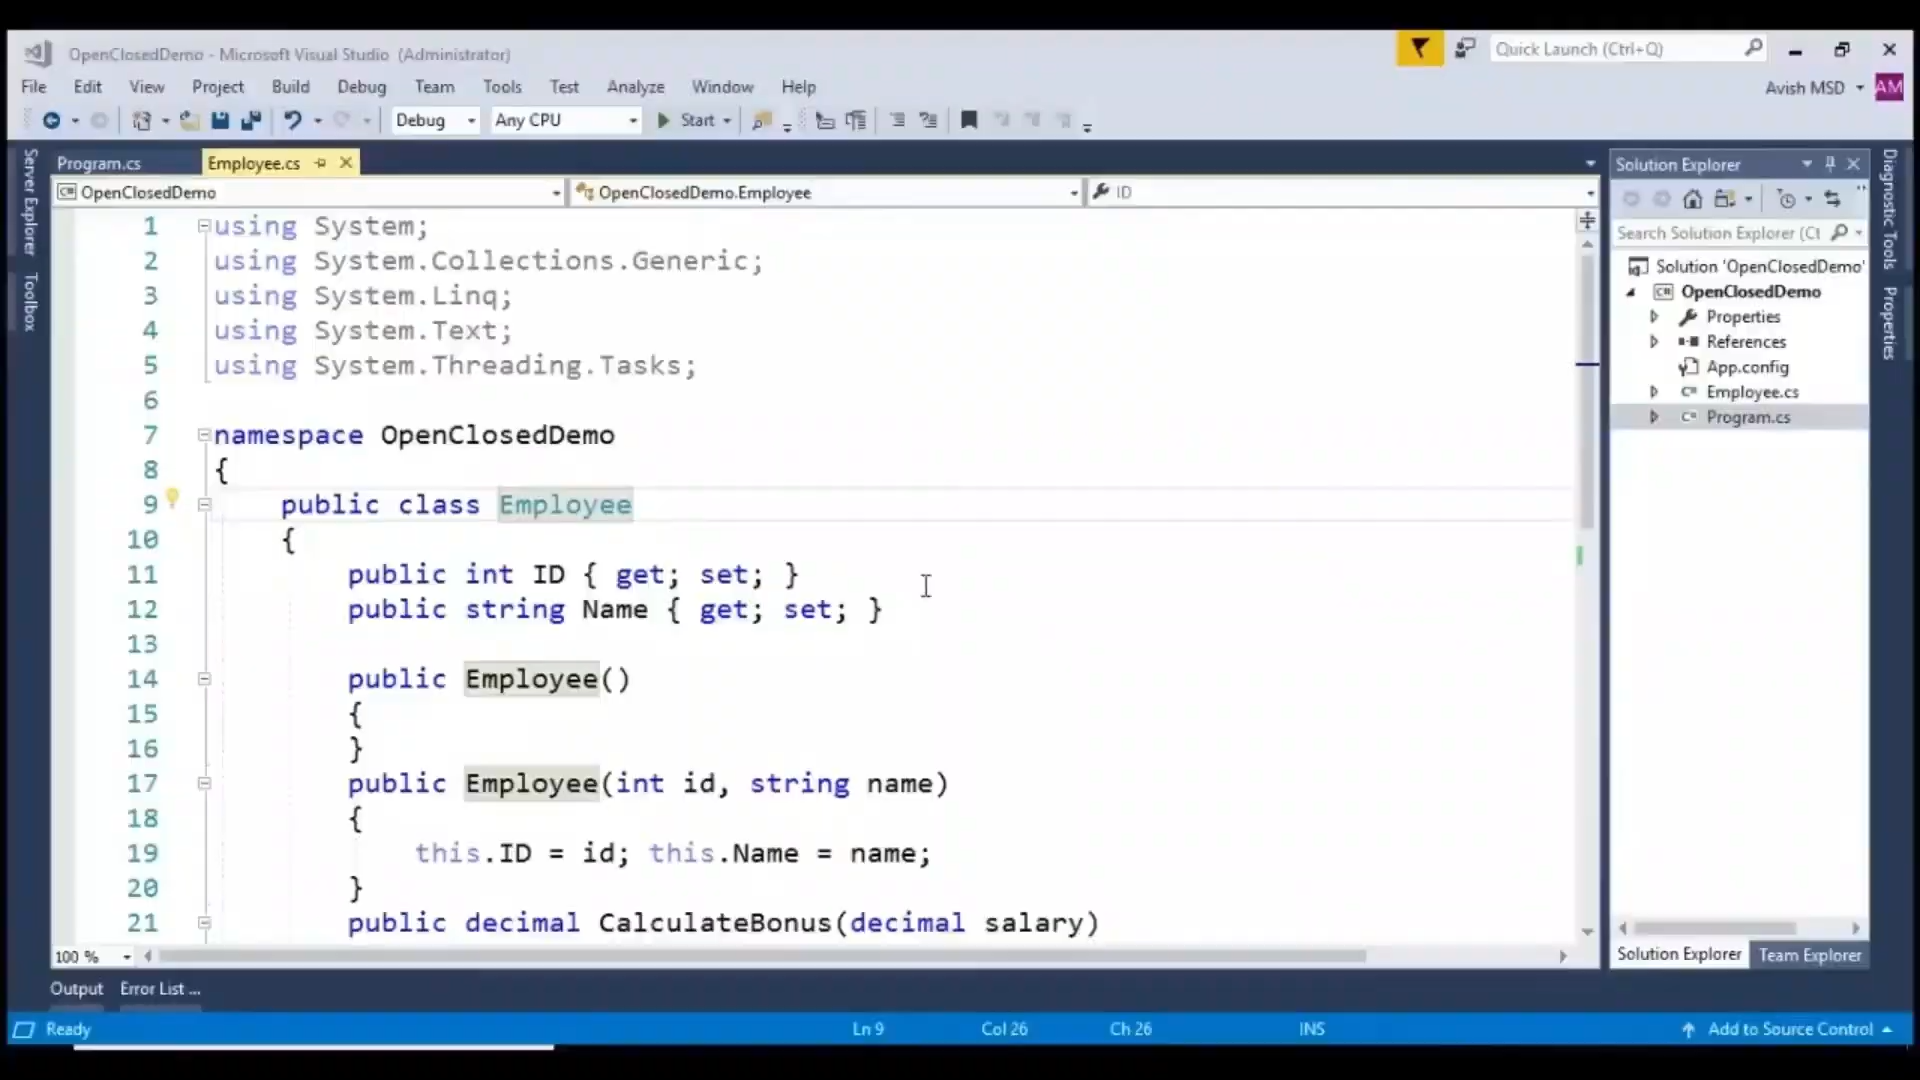 OpenClosedDemo - Microsoft Visual Studio (Administrator)
Quick Launch (Ctrl+Q)
File Edit View Project Build Debug Team Tools Test Analyze Window Help
Avish MSD AM
Debug Any CPU Start
Server Explorer
Toolbox
Program.cs Employee.cs
OpenClosedDemo OpenClosedDemo.Employee ID
1 using System;
2 using System.Collections.Generic;
3 using System.Linq;
4 using System.Text;
5 using System.Threading.Tasks;
6
7 namespace OpenClosedDemo
8 {
9 public class Employee
10 {
11 public int ID { get; set; }
12 public string Name { get; set; }
13
14 public Employee()
15 {
16 }
17 public Employee(int id, string name)
18 {
19 this.ID = id; this.Name = name;
20 }
21 public decimal CalculateBonus(decimal salary)
100 %
Solution Explorer
Search Solution Explorer (Ct
Solution 'OpenClosedDemo'
C# OpenClosedDemo
Properties
References
App.config
C# Employee.cs
C# Program.cs
Solution Explorer Team Explorer
Diagnostic Tools
Properties
Output Error List ...
Ready Ln 9 Col 26 Ch 26 INS Add to Source Control